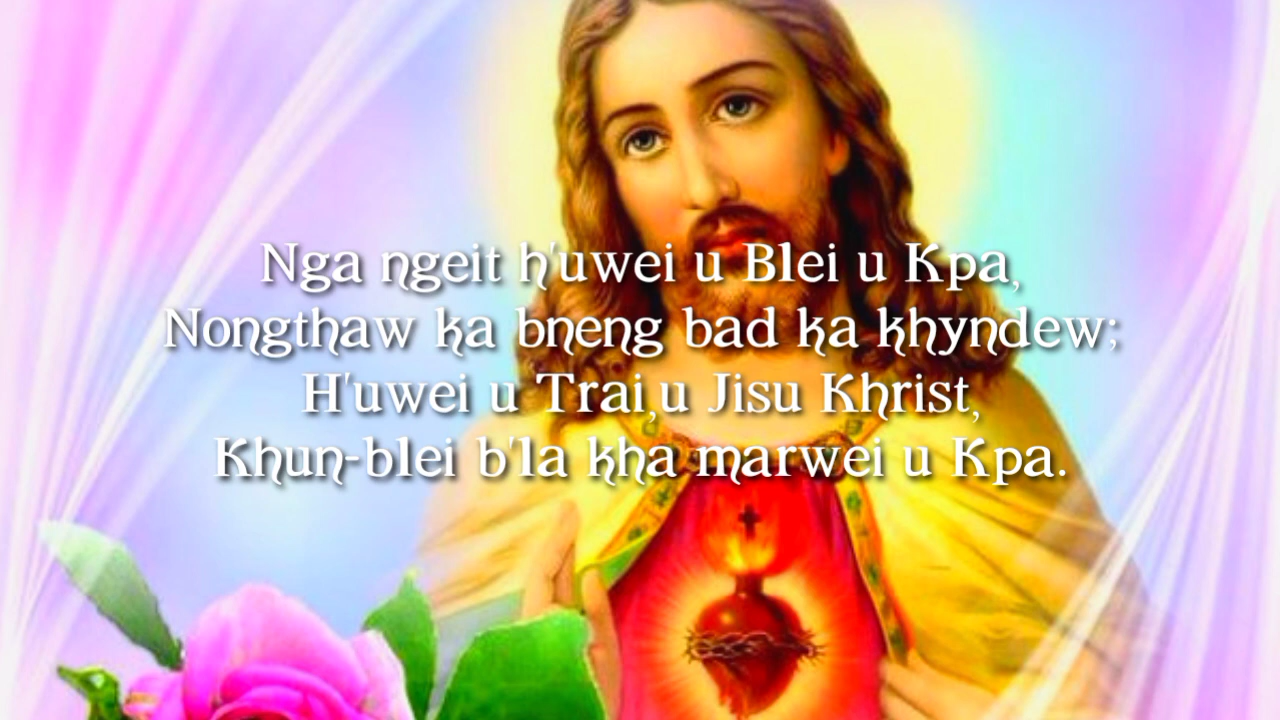 Nga ngeit h'uwei u Blei u Kpa,
Nongthaw ka bneng bad ka khyndew;
H'uwei u Trai,u Jisu Khrist,
Khun-blei b'la kha marwei u Kpa.